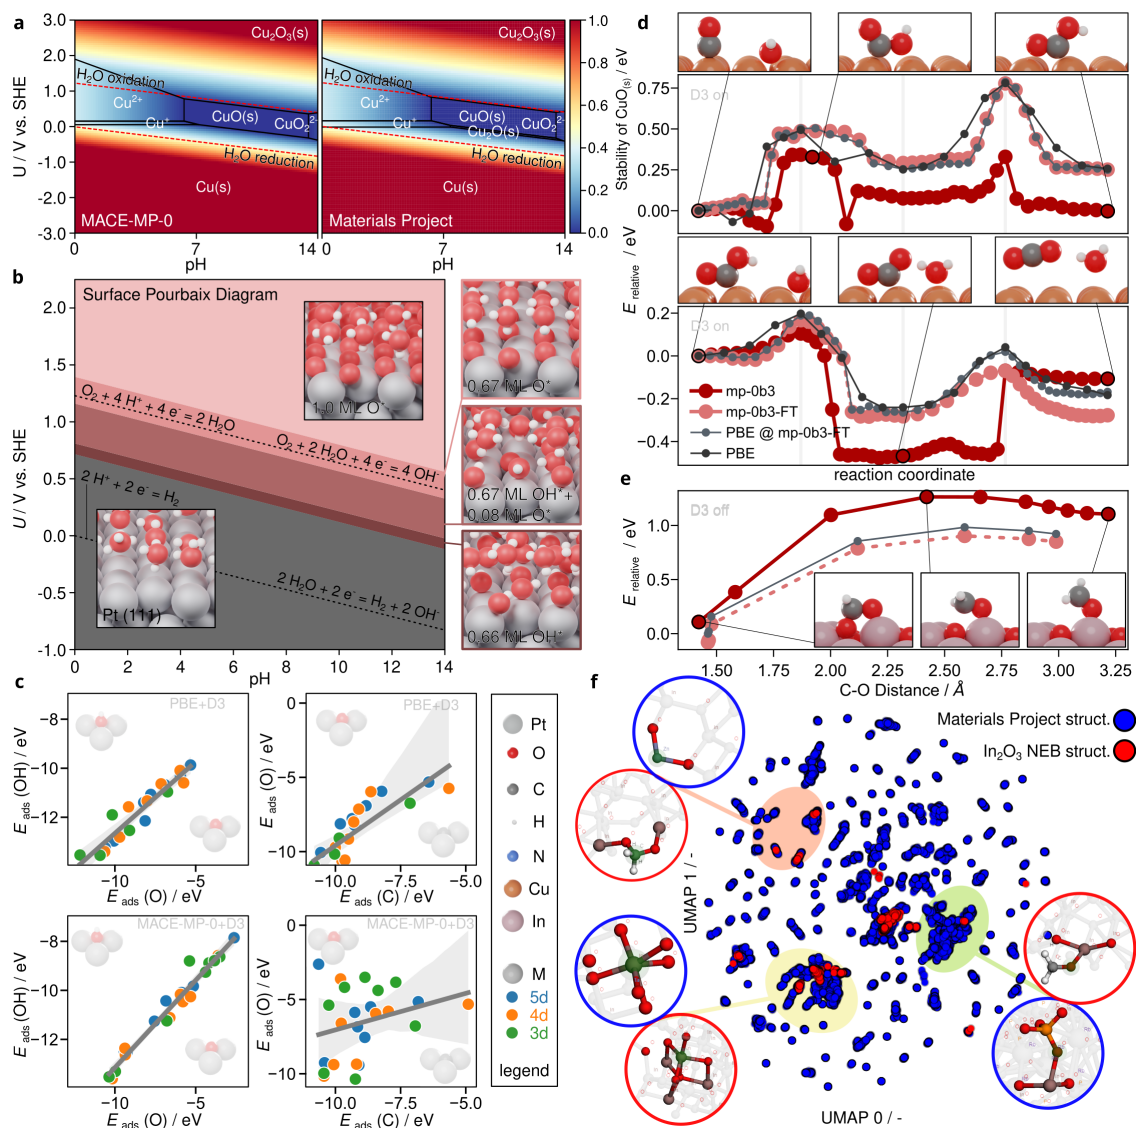 a
3.0
2.0
1.0
0.0
-1.0
-2.0
-3.0
U / V vs. SHE
Cu2O3(s)
H2O oxidation
Cu2+
Cu+
CuO(s)
CuO22-
H2O reduction
Cu(s)
MACE-MP-0
0
7
14
pH
Cu2O3(s)
H2O oxidation
Cu2+
Cu+
CuO(s)
Cu2O(s)
CuO22-
H2O reduction
Cu(s)
Materials Project
0
7
14
pH
1.0
0.8
0.6
0.4
0.2
0.0
Stability of CuO(s) / eV
b
Surface Pourbaix Diagram
2.0
1.5
1.0
0.5
0.0
-0.5
-1.0
U / V vs. SHE
1.0 ML O*
O2 + 4 H+ + 4 e- = 2 H2O
O2 + 2 H2O + 4 e- = 4 OH-
2 H+ + 2 e- = H2
2 H2O + 2 e- = H2 + 2 OH-
Pt (111)
0 2 4 6 8 10 12 14
pH
0.67 ML O*
0.67 ML OH*+
0.08 ML O*
0.66 ML OH*
c
PBE+D3
−8
−10
−12
E ads (OH) / eV
−10
−5
E ads (O) / eV
PBE+D3
0
−5
−10
E ads (O) / eV
−10.0
−7.5
−5.0
E ads (C) / eV
MACE-MP-0+D3
−8
−10
−12
E ads (OH) / eV
−10
−5
E ads (O) / eV
MACE-MP-0+D3
0
−5
−10
E ads (O) / eV
−10.0
−7.5
−5.0
E ads (C) / eV
Pt
O
C
H
N
Cu
In
M
5d
4d
3d
legend
d
D3 on
0.75
0.50
0.25
0.00
E relative / eV
D3 on
0.2
0.0
−0.2
−0.4
mp-0b3
mp-0b3-FT
PBE @ mp-0b3-FT
PBE
reaction coordinate
e
D3 off
1.0
0.5
0.0
E relative / eV
1.50 1.75 2.00 2.25 2.50 2.75 3.00 3.25
C-O Distance / Å
f
Materials Project struct.
In2O3 NEB struct.
UMAP 1 / -
UMAP 0 / -